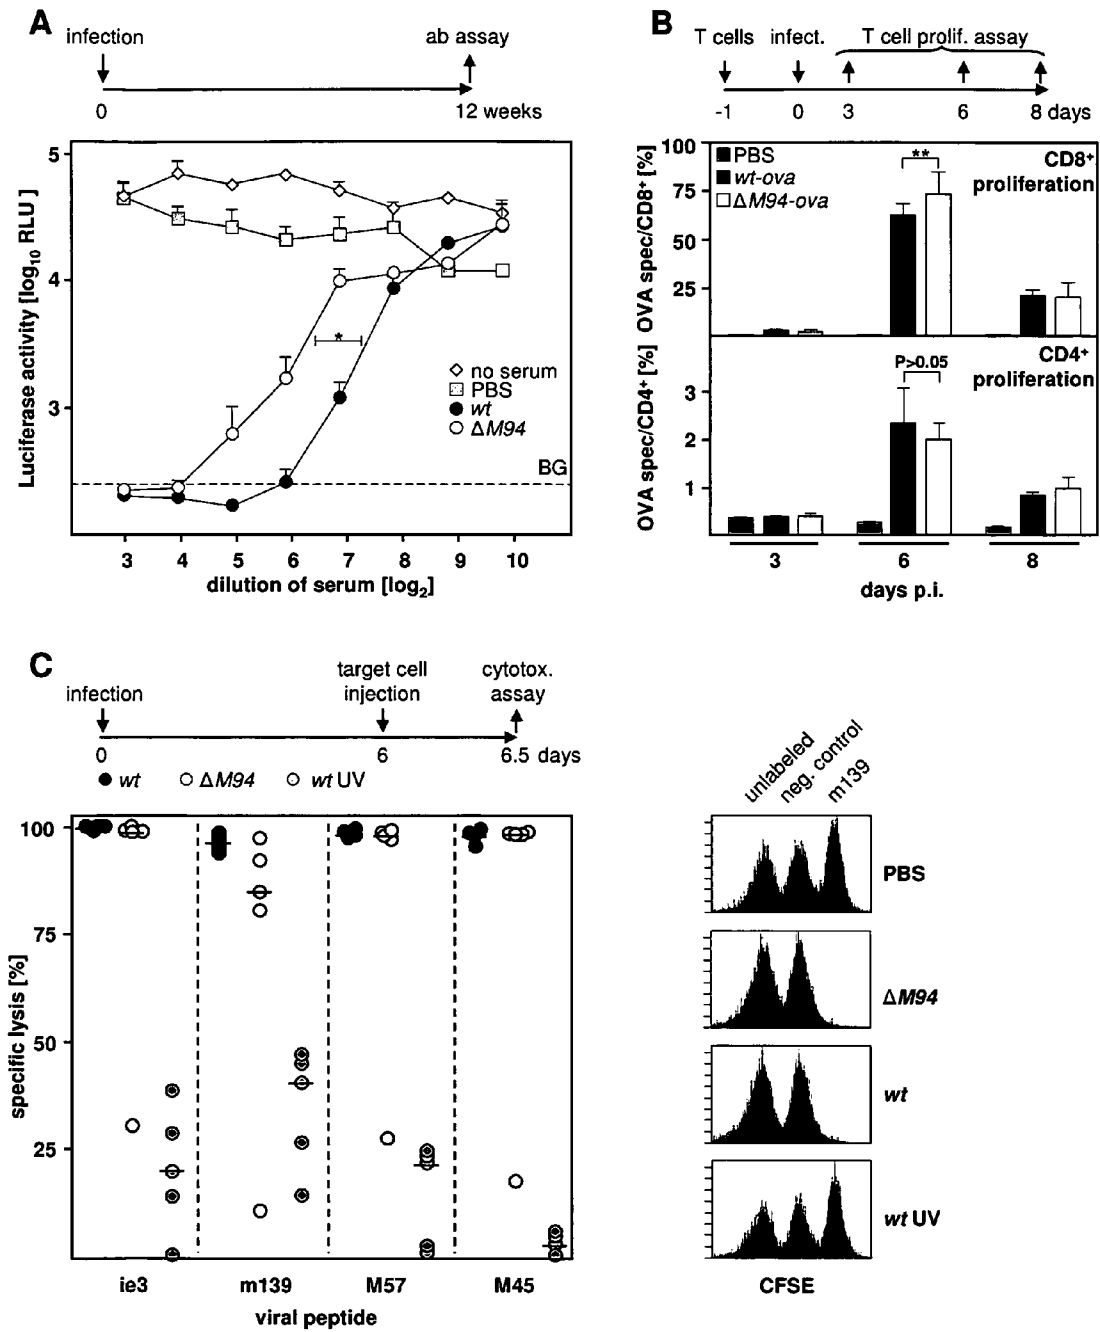 A
infection
ab assay
0
12 weeks
5
4
3
Luciferase activity [log10 RLU ]
no serum
PBS
wt
ΔM94
*
BG
3 4 5 6 7 8 9 10
dilution of serum [log2]
B
T cells infect. T cell prolif. assay
-1 0 3 6 8 days
100
75
50
25
OVA spec/CD8+ [%]
PBS
wt-ova
ΔM94-ova
**
CD8+
proliferation
3
2
1
OVA spec/CD4+ [%]
P>0.05
CD4+
proliferation
3 6 8
days p.i.
C
infection
target cell
injection
cytotox.
assay
0 6 6.5 days
wt ΔM94 wt UV
100
75
50
25
specific lysis [%]
ie3 m139 M57 M45
viral peptide
unlabeled
neg. control
m139
PBS
ΔM94
wt
wt UV
CFSE